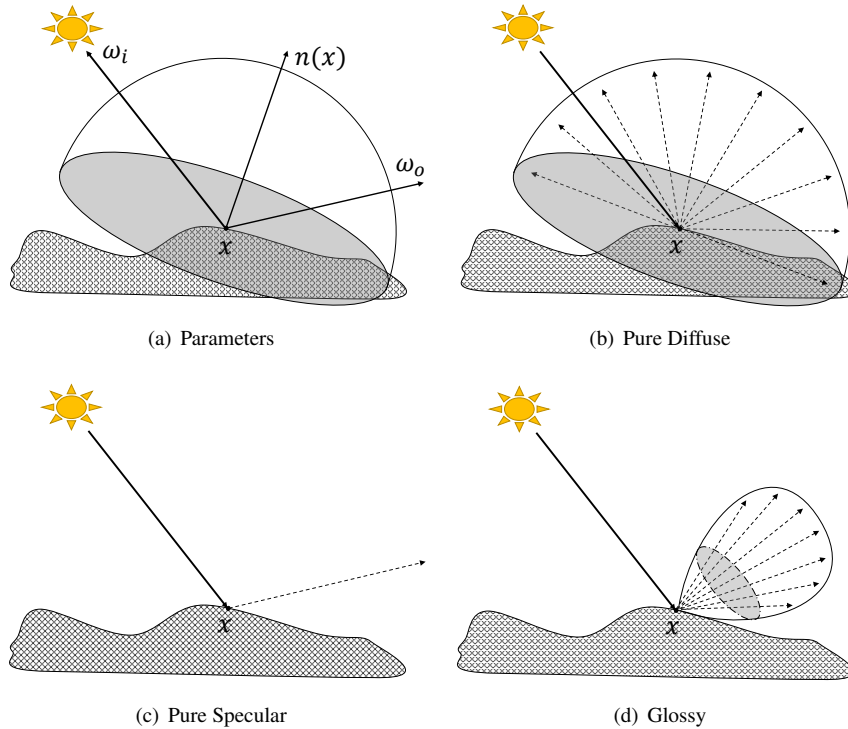 ω_i
n(x)
ω_o
x
x
(a) Parameters
(b) Pure Diffuse
x
x
(c) Pure Specular
(d) Glossy